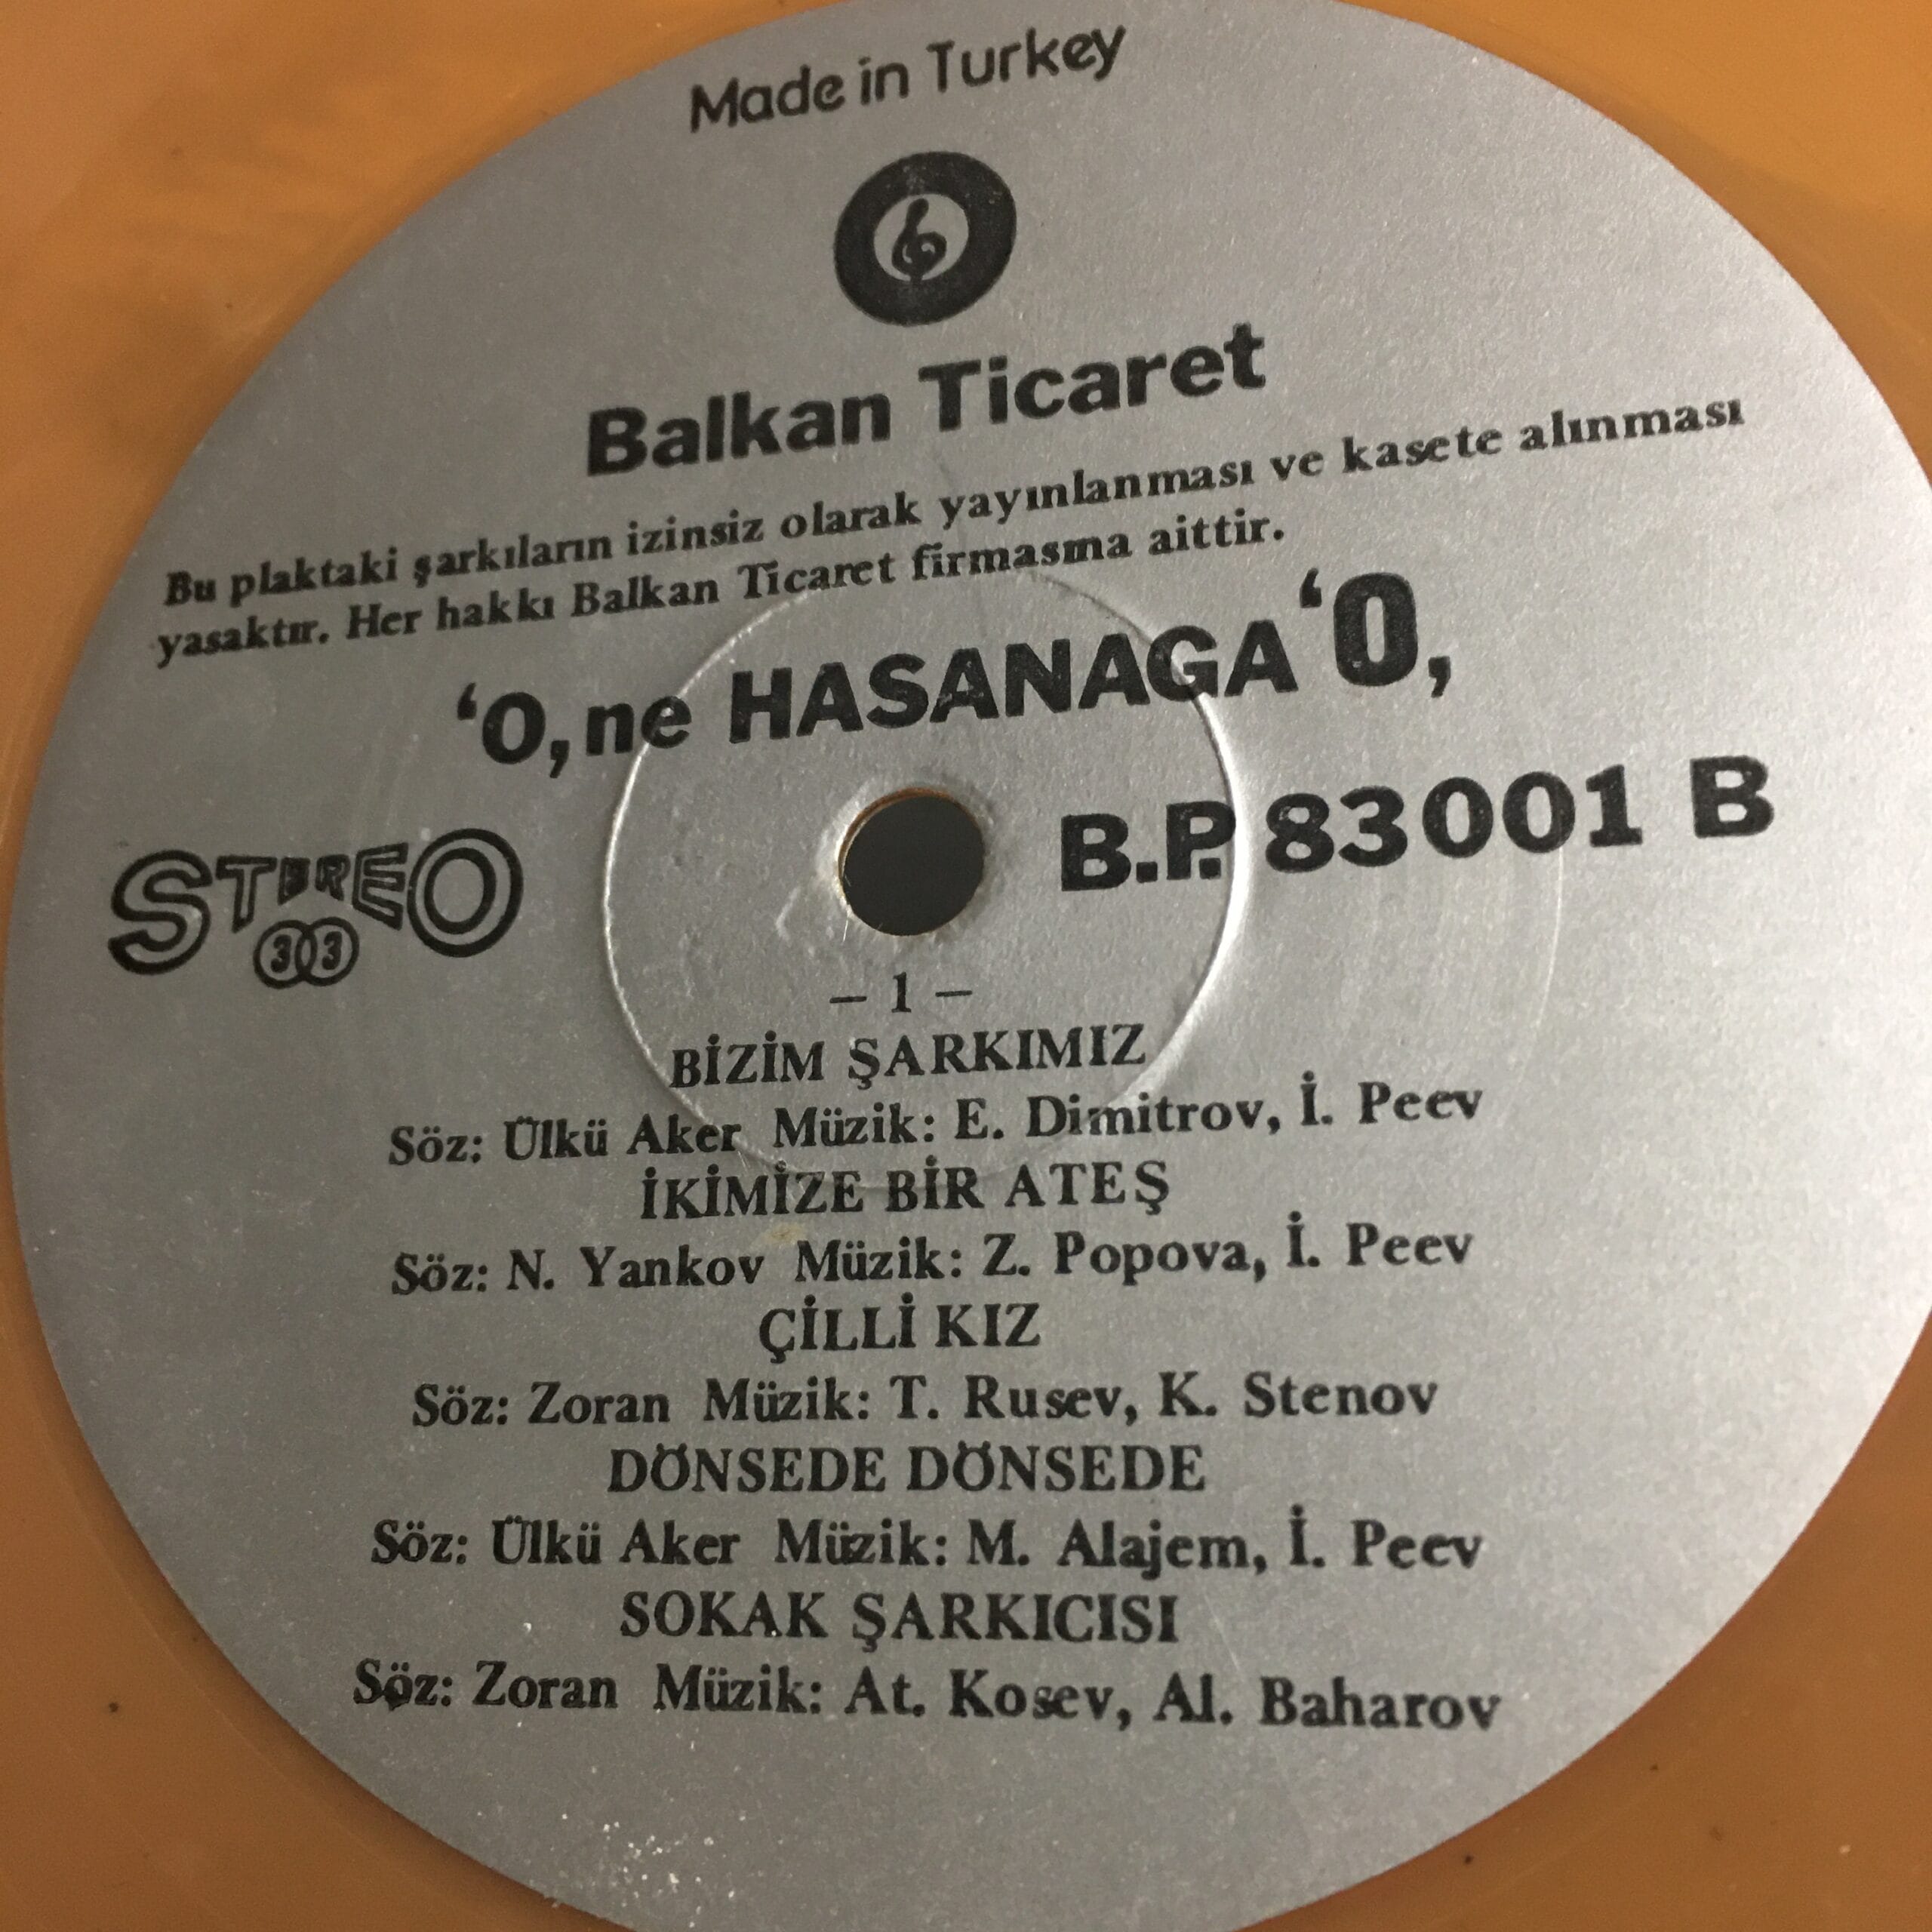 Made in Turkey
Balkan Ticaret
Bu plaktaki şarkıların izinsiz olarak yayınlanması ve kasete alınması
yasaktır. Her hakkı Balkan Ticaret firmasma aittir.
‘O, ne HASANAGA ‘O,
STEREO
33
B.P. 83001 B
– 1 –
BİZİM ŞARKIMIZ
Söz: Ülkü Aker Müzik: E. Dimitrov, İ. Peev
İKİMİZE BİR ATEŞ
Söz: N. Yankov Müzik: Z. Popova, İ. Peev
ÇİLLİ KIZ
Söz: Zoran Müzik: T. Rusev, K. Stenov
DÖNSEDE DÖNSEDE
Söz: Ülkü Aker Müzik: M. Alajem, İ. Peev
SOKAK ŞARKICISI
Söz: Zoran Müzik: At. Kosev, Al. Baharov